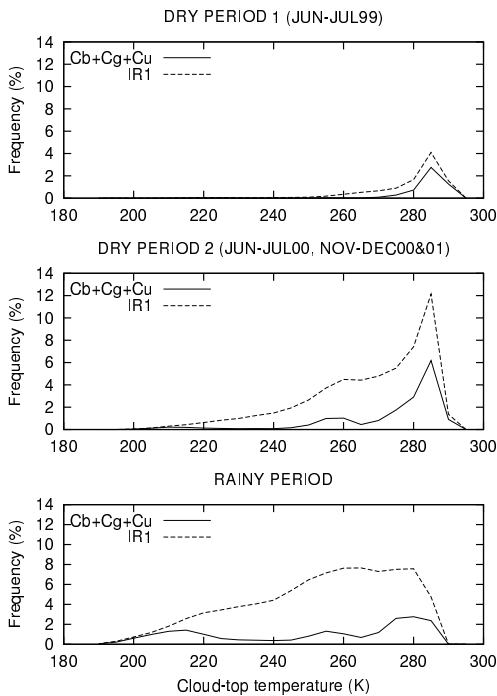 DRY PERIOD 1 (JUN-JUL99)
14
12
10
8
6
4
2
0
Frequency (%)
Cb+Cg+Cu
IR1
180 200 220 240 260 280 300
DRY PERIOD 2 (JUN-JUL00, NOV-DEC00&01)
14
12
10
8
6
4
2
0
Frequency (%)
Cb+Cg+Cu
IR1
180 200 220 240 260 280 300
RAINY PERIOD
14
12
10
8
6
4
2
0
Frequency (%)
Cb+Cg+Cu
IR1
180 200 220 240 260 280 300
Cloud-top temperature (K)